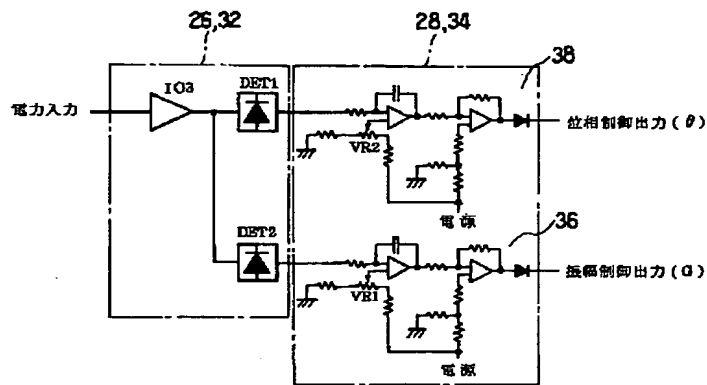 26,32
28,34
38
IC3
DET1
電力入力
位相制御出力(θ)
VR2
電源
36
DET2
振幅制御出力(G)
VR1
電源